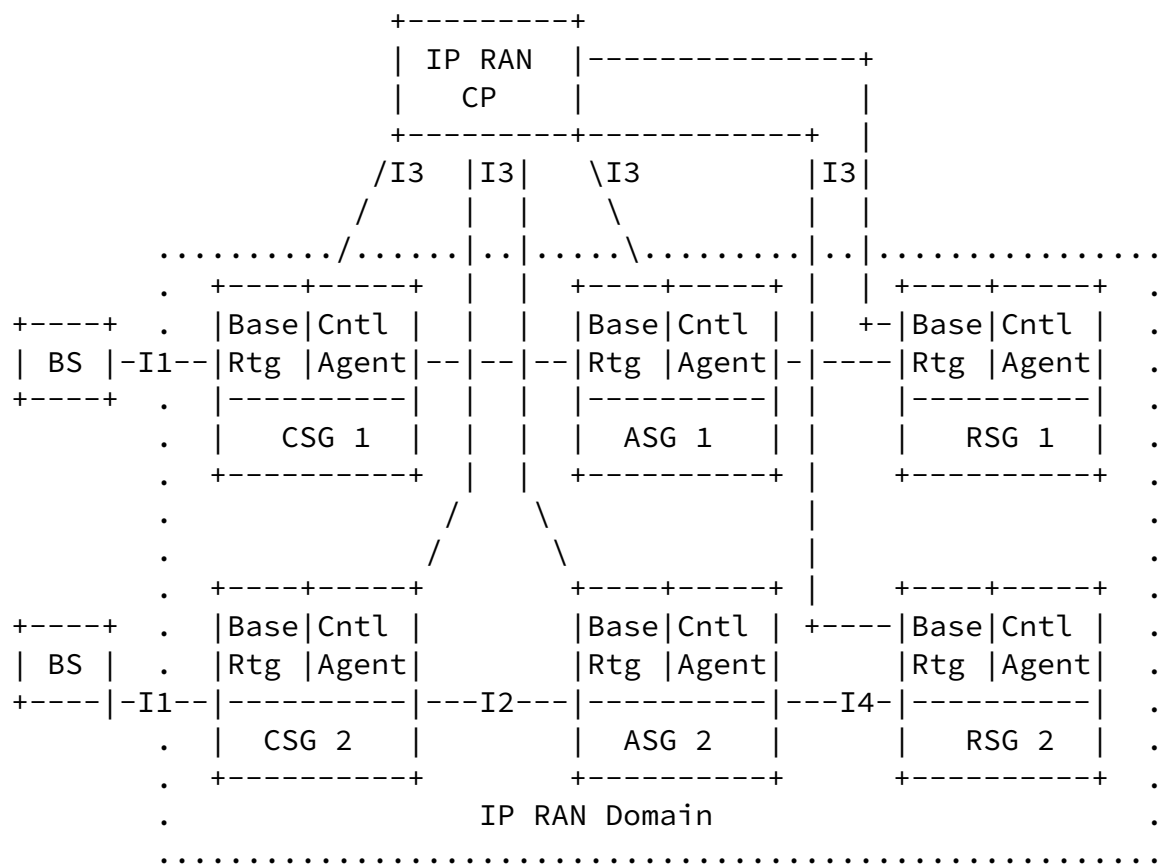 +---------+
| IP RAN  |---------------+
|   CP    |               |
+---------+------------+  |
/I3  |I3|   \I3         |I3|
/     |  |    \          |  |
........../......|..|.....\.........|..|................
.  +----+-----+  |  |  +----+-----+  |  | +----+-----+  .
+----+  .  |Base|Cntl |  |  |  |Base|Cntl |  |  +-|Base|Cntl |  .
| BS |-I1--|Rtg |Agent|--|--|--|Rtg |Agent|-|----|Rtg |Agent|  .
+----+  .  |----------|  |  |  |----------| |    |----------|  .
.  |   CSG 1  |  |  |  |  ASG 1   | |    |   RSG 1  |  .
.  +----------+  |  |  +----------+ |    +----------+  .
.               /    \              |                  .
.              /      \             |                  .
.  +----+-----+        +----+-----+ |    +----+-----+  .
+----+  .  |Base|Cntl |        |Base|Cntl | +----|Base|Cntl |  .
| BS |  .  |Rtg |Agent|        |Rtg |Agent|      |Rtg |Agent|  .
+----|-I1--|----------|---I2---|----------|---I4-|----------|  .
.  |  CSG 2   |        |  ASG 2   |      |   RSG 2  |  .
.  +----------+        +----------+      +----------+  .
.                 IP RAN Domain                        .
........................................................